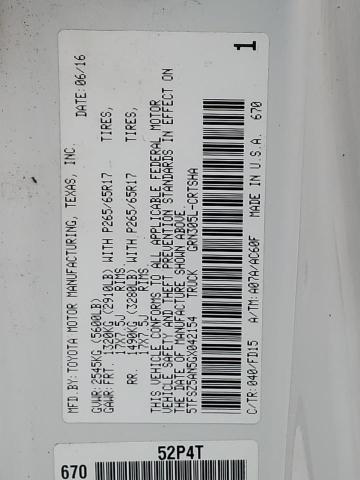 MFD.BY: TOYOTA MOTOR MANUFACTURING, TEXAS, INC. DATE: 06/16
GVWR: 2545KG (5600LB)
GAWR: FRT. 1320KG (2910LB) WITH P265/65R17 TIRES,
17X7.5J RIMS
RR. 1490KG (3280LB) WITH P265/65R17 TIRES,
17X7.5J RIMS
THIS VEHICLE CONFORMS TO ALL APPLICABLE FEDERAL MOTOR
VEHICLE SAFETY AND THEFT PREVENTION STANDARDS IN EFFECT ON
THE DATE OF MANUFACTURE SHOWN ABOVE.
5TFSZ5AN5GX042154 TRUCK GRN305L-CRTSHA
C/TR: 040/FD15 A/TM: A07A/AC60F MADE IN U.S.A. 670
1
52P4T
670